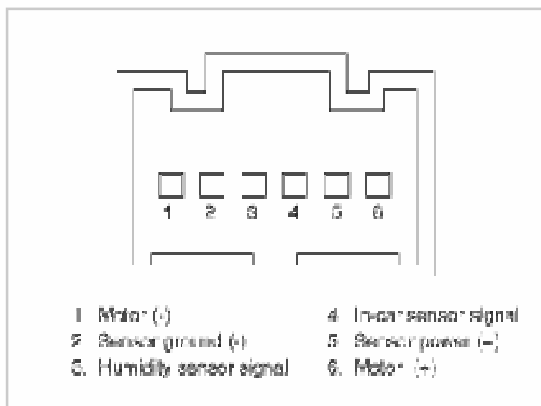 1 2 3 4 5 6
1 Motor (-)
2 Sensor ground (-)
3. Humidity sensor signal
4 In-car sensor signal
5 Sensor power (+)
6. Motor (+)